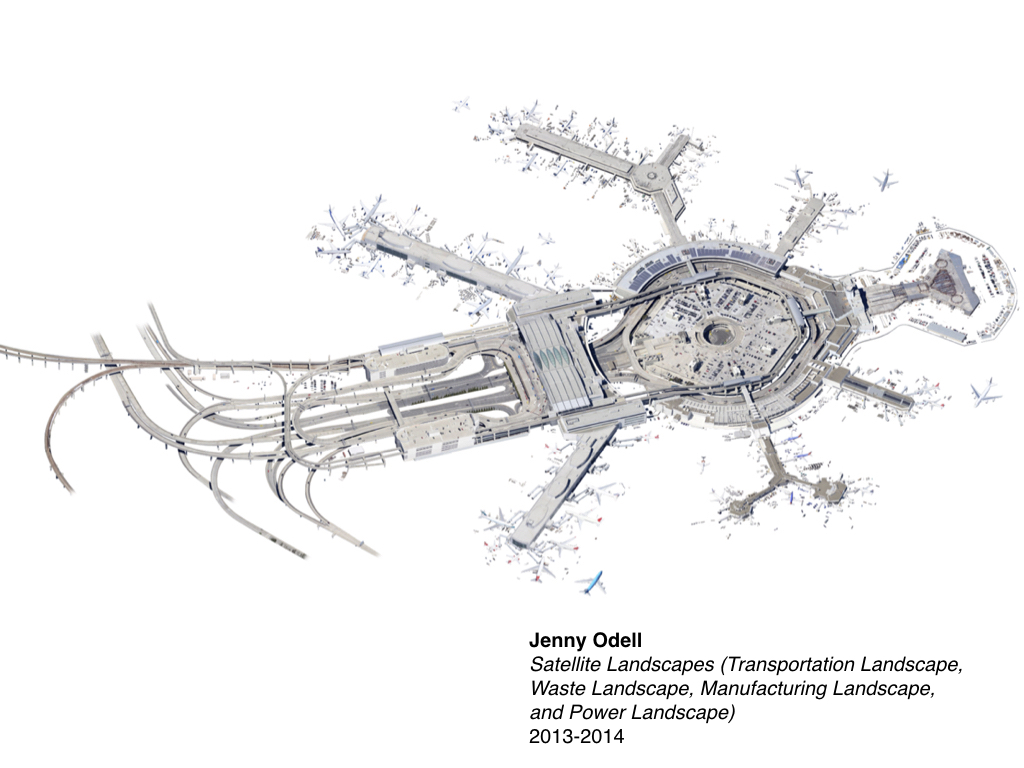 Jenny Odell
Satellite Landscapes (Transportation Landscape,
Waste Landscape, Manufacturing Landscape,
and Power Landscape)
2013-2014